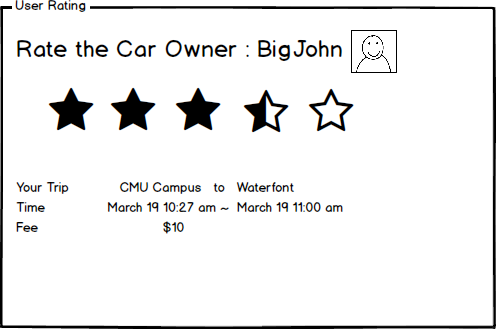 User Rating
Rate the Car Owner : BigJohn
Your Trip CMU Campus to Waterfont
Time March 19 10:27 am ~ March 19 11:00 am
Fee $10